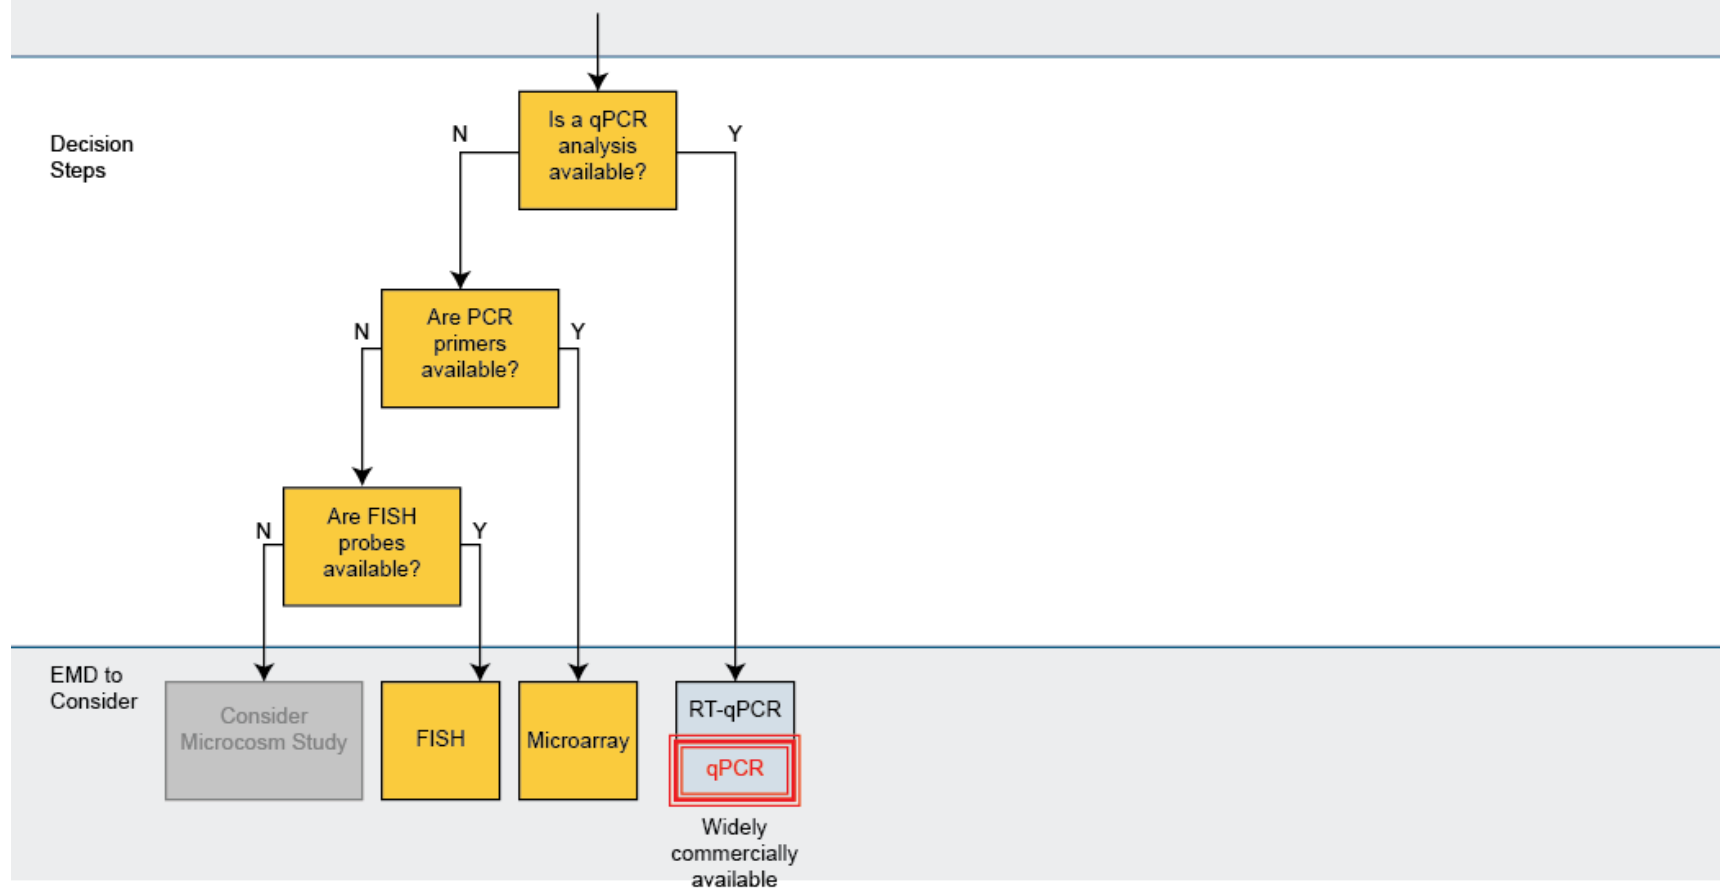 Decision
Steps
Is a qPCR
analysis
available?
N
Y
Are PCR
primers
available?
N
Y
Are FISH
probes
available?
N
Y
EMD to
Consider
Consider
Microcosm Study
FISH
Microarray
RT-qPCR
qPCR
Widely
commercially
available